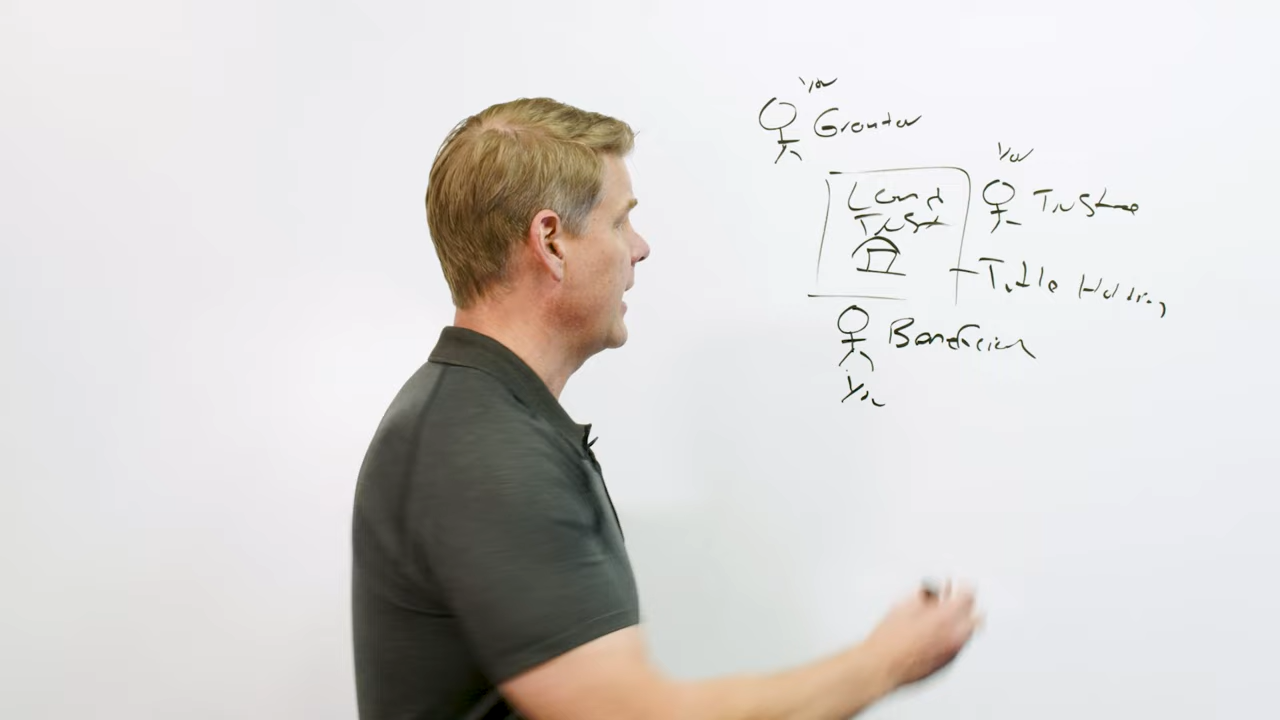 You
Grantor
You
Trustee
Land
Trust
Title Holding
Beneficiary
You